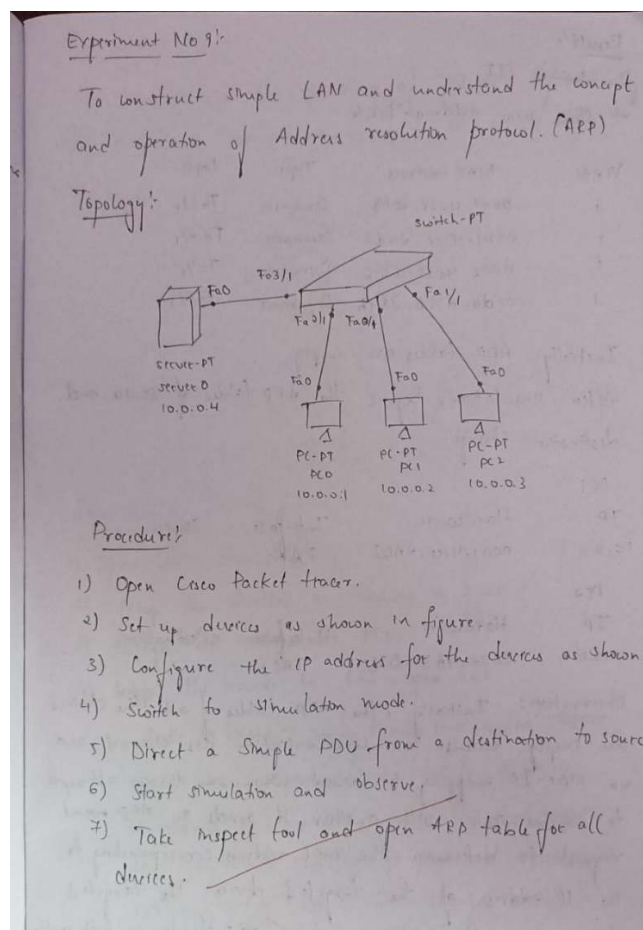 Experiment No 9:-
To construct simple LAN and understand the concept
and operation of Address resolution protocol. (ARP)
Topology:-
switch-PT
Fa0 Fa3/1 Fa1/1
Fa2/1 Fa0/1
server-PT
server0
10.0.0.4
Fa0 Fa0 Fa0
PC-PT PC-PT PC-PT
PC0 PC1 PC2
10.0.0.1 10.0.0.2 10.0.0.3
Procedure:
1) Open Cisco Packet tracer.
2) Set up devices as shown in figure.
3) Configure the IP address for the devices as shown
4) Switch to simulation mode.
5) Direct a simple PDU from a destination to sourc
6) Start simulation and observe.
7) Take inspect tool and open ARP table for all
devices.